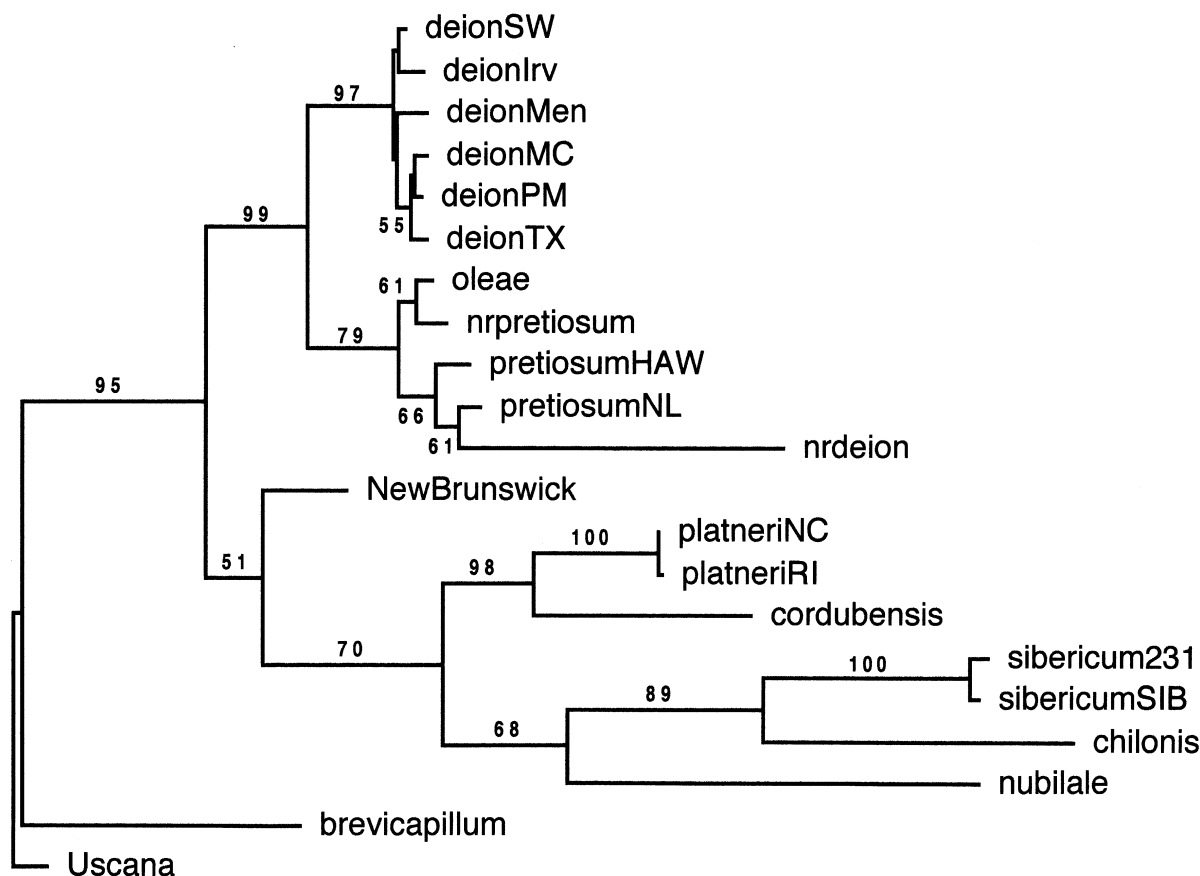 deionSW
deionIrv
97
deionMen
deionMC
deionPM
99
55
deionTX
oleae
61
nrpretiosum
79
pretiosumHAW
95
pretiosumNL
66
61
nrdeion
NewBrunswick
platneriNC
100
51
98
platneriRI
cordubensis
70
sibericum231
100
89
sibericumSIB
68
chilonis
nubilale
brevicapillum
Uscana